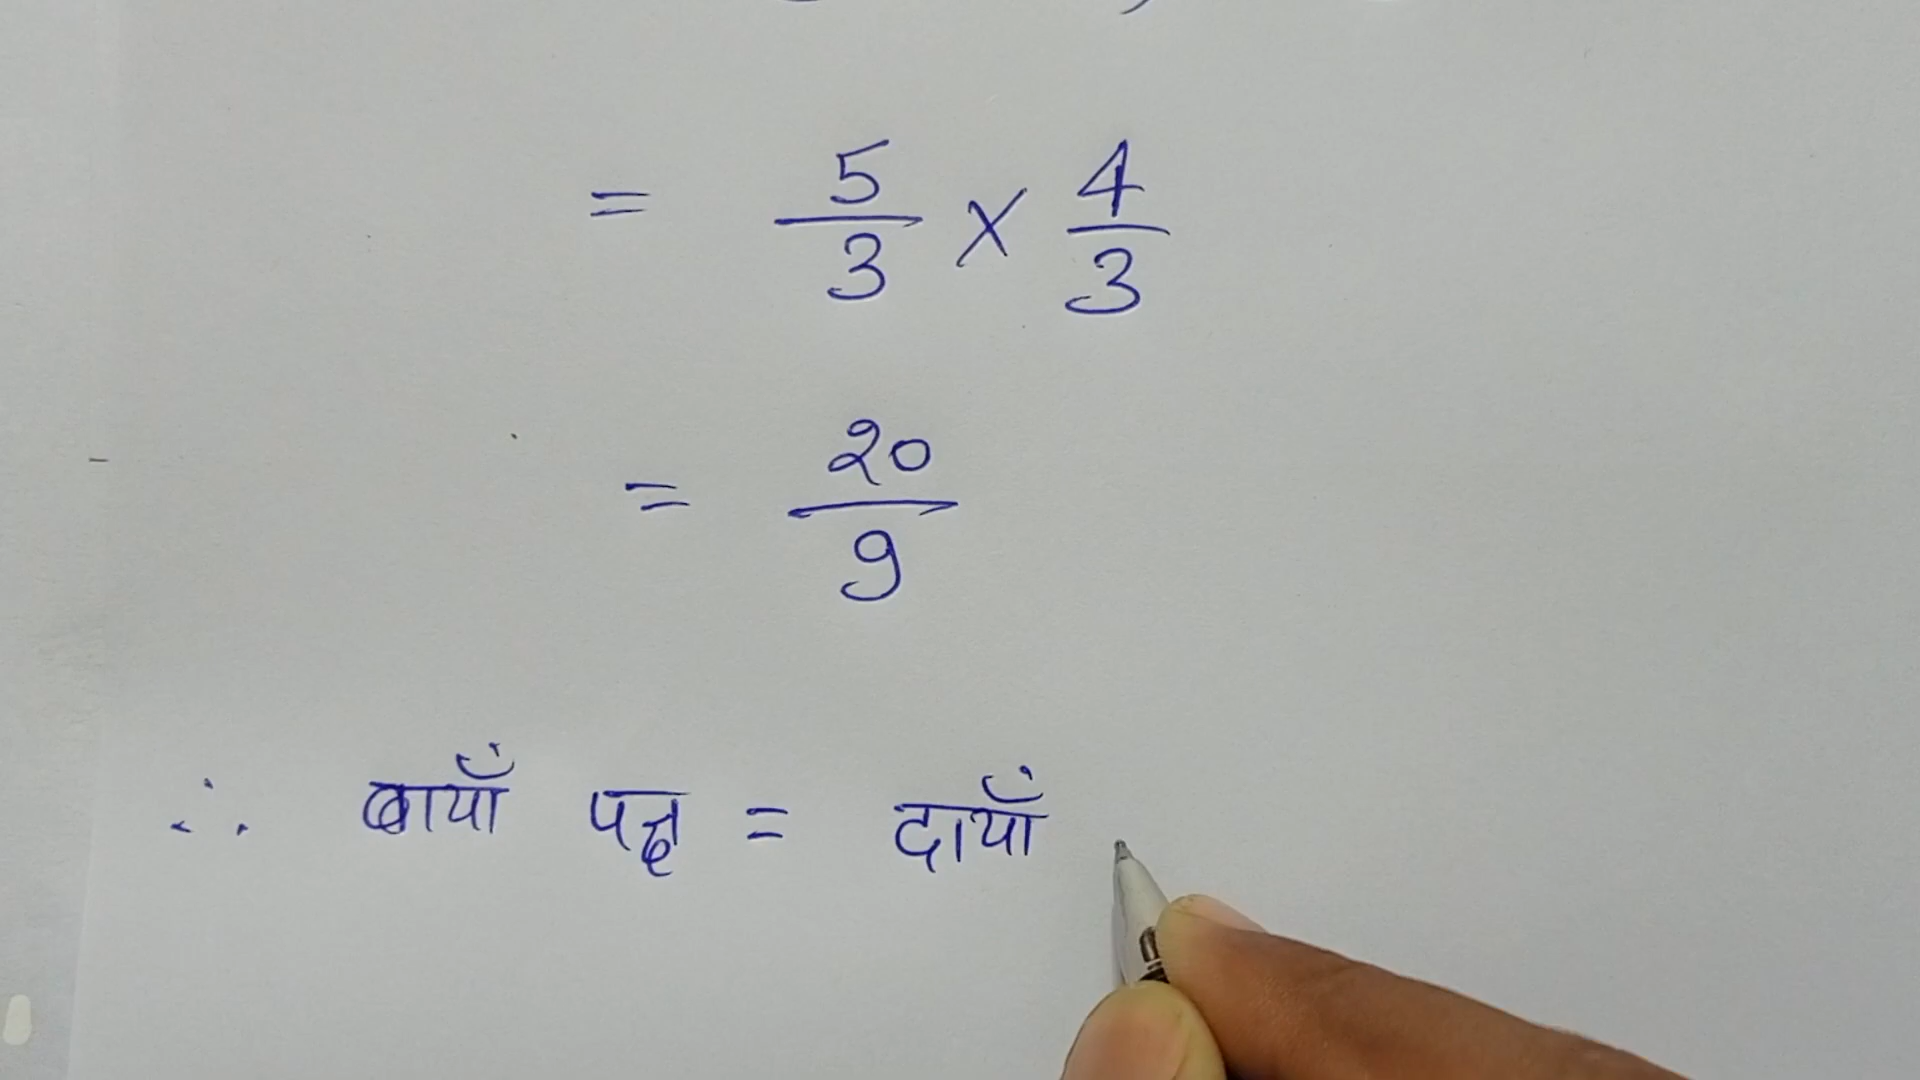 = 5/3 × 4/3
= 20/9
∴ बायाँ पक्ष = दायाँ